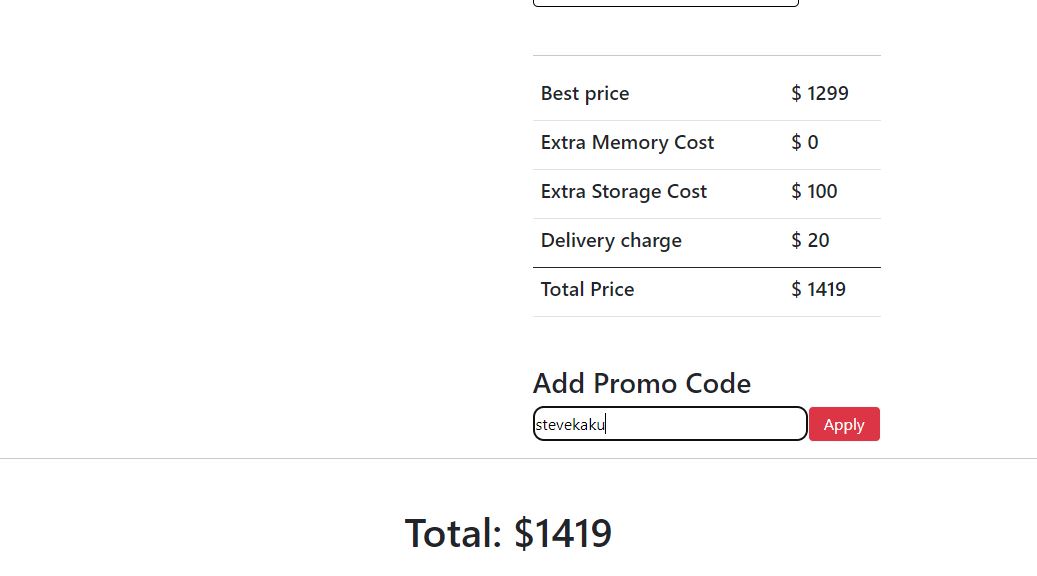 Best price $ 1299
Extra Memory Cost $ 0
Extra Storage Cost $ 100
Delivery charge $ 20
Total Price $ 1419
Add Promo Code
stevekaku Apply
Total: $1419